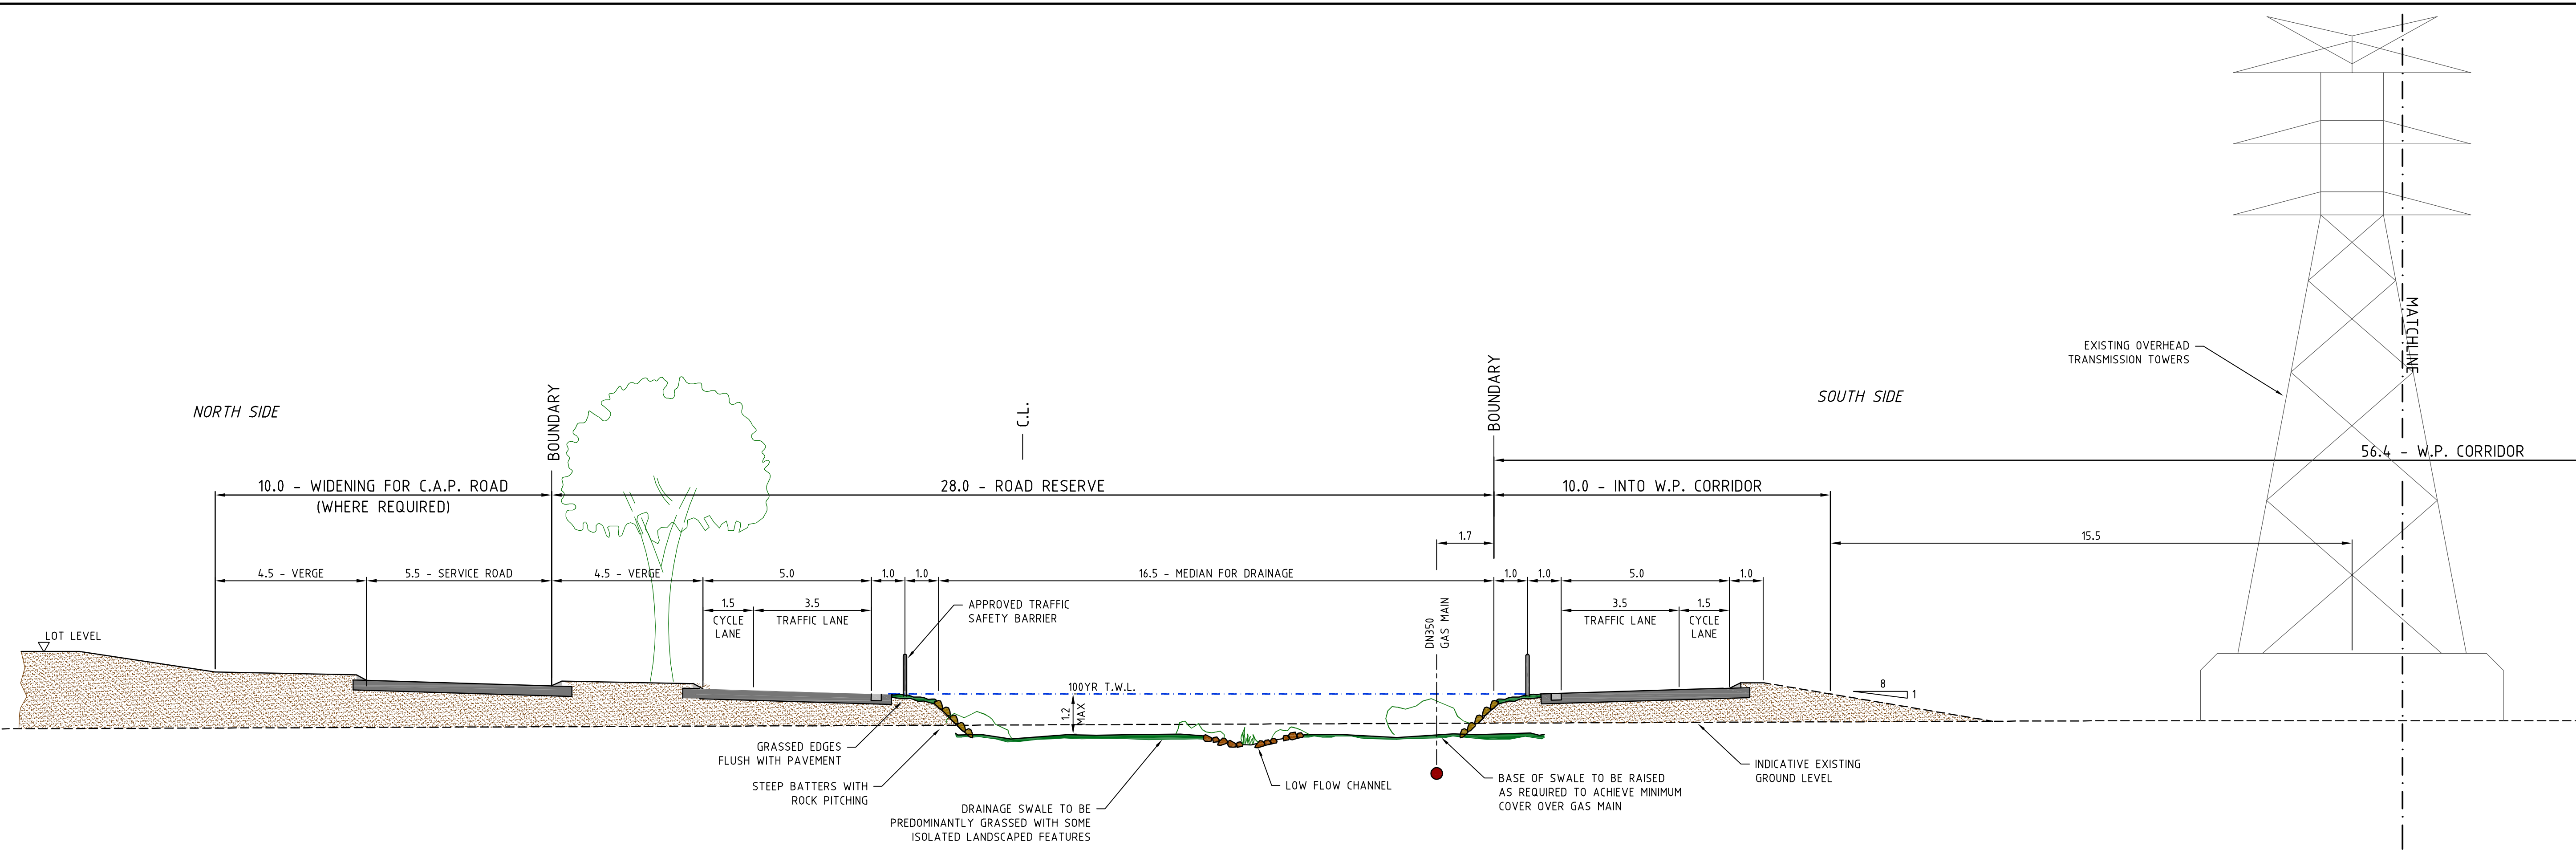 MATCHLINE
EXISTING OVERHEAD
TRANSMISSION TOWERS
NORTH SIDE
BOUNDARY
C.L.
BOUNDARY
SOUTH SIDE
56.4 - W.P. CORRIDOR
10.0 - WIDENING FOR C.A.P. ROAD
(WHERE REQUIRED)
28.0 - ROAD RESERVE
10.0 - INTO W.P. CORRIDOR
1.7
15.5
4.5 - VERGE
5.5 - SERVICE ROAD
4.5 - VERGE
5.0
1.0
1.0
16.5 - MEDIAN FOR DRAINAGE
1.0
1.0
5.0
1.0
1.5
CYCLE
LANE
3.5
TRAFFIC LANE
APPROVED TRAFFIC
SAFETY BARRIER
DN350
GAS MAIN
3.5
TRAFFIC LANE
1.5
CYCLE
LANE
LOT LEVEL
100YR T.W.L.
1.2
MAX
8
1
GRASSED EDGES
FLUSH WITH PAVEMENT
STEEP BATTERS WITH
ROCK PITCHING
DRAINAGE SWALE TO BE
PREDOMINANTLY GRASSED WITH SOME
ISOLATED LANDSCAPED FEATURES
LOW FLOW CHANNEL
BASE OF SWALE TO BE RAISED
AS REQUIRED TO ACHIEVE MINIMUM
COVER OVER GAS MAIN
INDICATIVE EXISTING
GROUND LEVEL